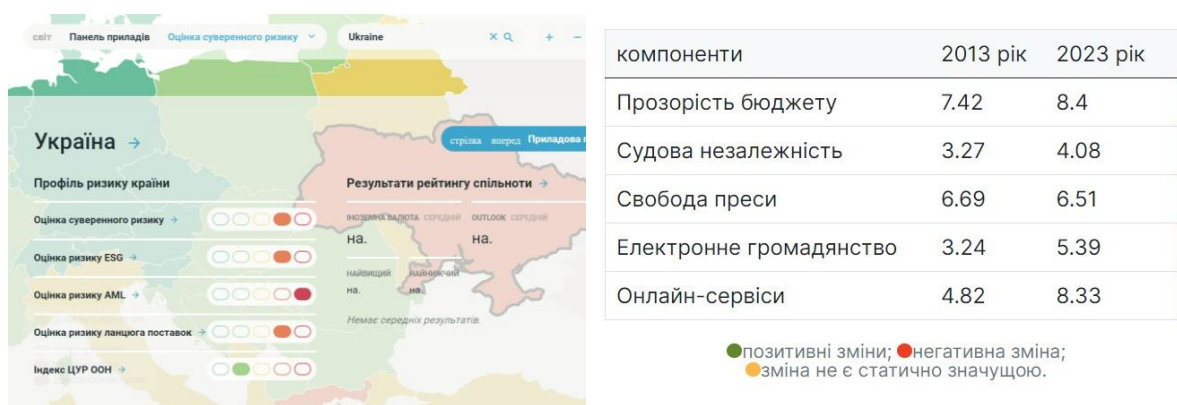 світ Панель приладів Оцінка суверенного ризику Ukraine
Україна
стрілка вперед Приладова п
Профіль ризику країни
Оцінка суверенного ризику
Оцінка ризику ESG
Оцінка ризику AML
Оцінка ризику ланцюга поставок
Індекс ЦУР ООН
Результати рейтингу спільноти
ІНОЗЕМНА ВАЛЮТА СЕРЕДНІЙ OUTLOOK СЕРЕДНІЙ
на. на.
НАЙВИЩИЙ НАЙНИЖЧИЙ
на. на.
Немає середніх результатів.
компоненти 2013 рік 2023 рік
Прозорість бюджету 7.42 8.4
Судова незалежність 3.27 4.08
Свобода преси 6.69 6.51
Електронне громадянство 3.24 5.39
Онлайн-сервіси 4.82 8.33
позитивні зміни; негативна зміна;
зміна не є статично значущою.